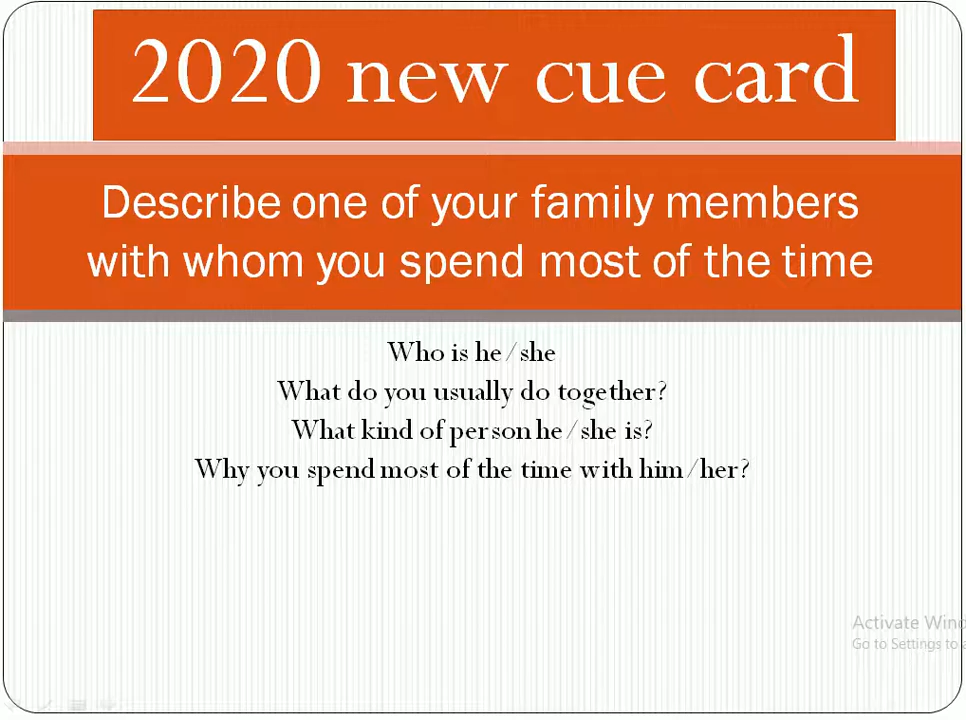 2020 new cue card
Describe one of your family members
with whom you spend most of the time
Who is he/she
What do you usually do together?
What kind of person he/she is?
Why you spend most of the time with him/her?
Activate Wind
Go to Settings to a